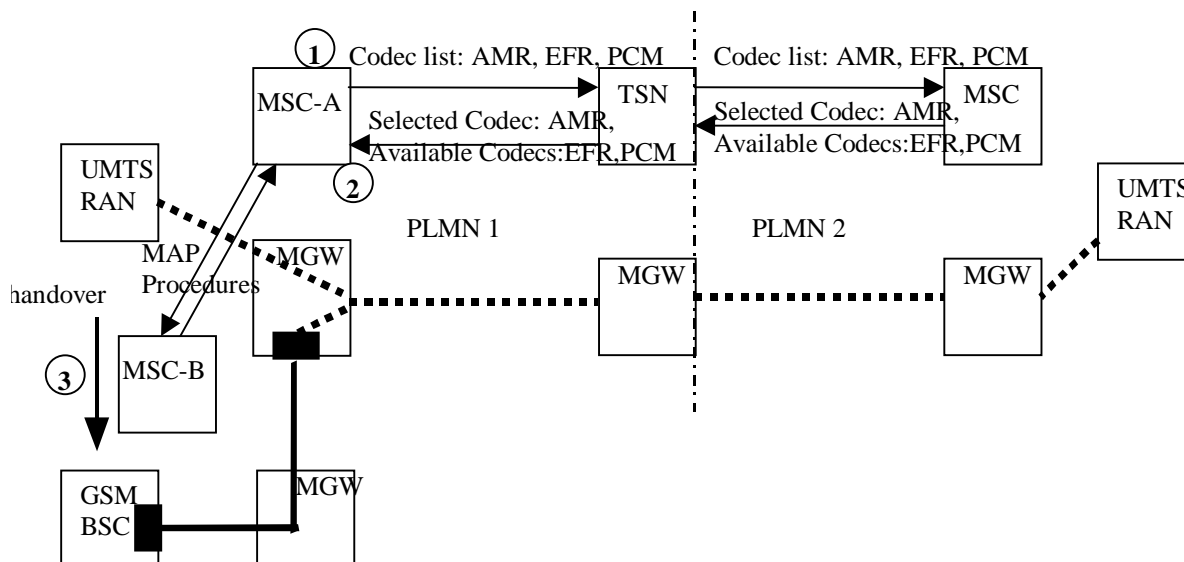 1
Codec list: AMR, EFR, PCM
Codec list: AMR, EFR, PCM
MSC-A
TSN
MSC
Selected Codec: AMR,
Available Codecs:EFR,PCM
Selected Codec: AMR,
Available Codecs:EFR,PCM
2
UMTS
RAN
UMTS
RAN
PLMN 1
PLMN 2
MAP
Procedures
MGW
MGW
MGW
handover
3
MSC-B
GSM
BSC
MGW